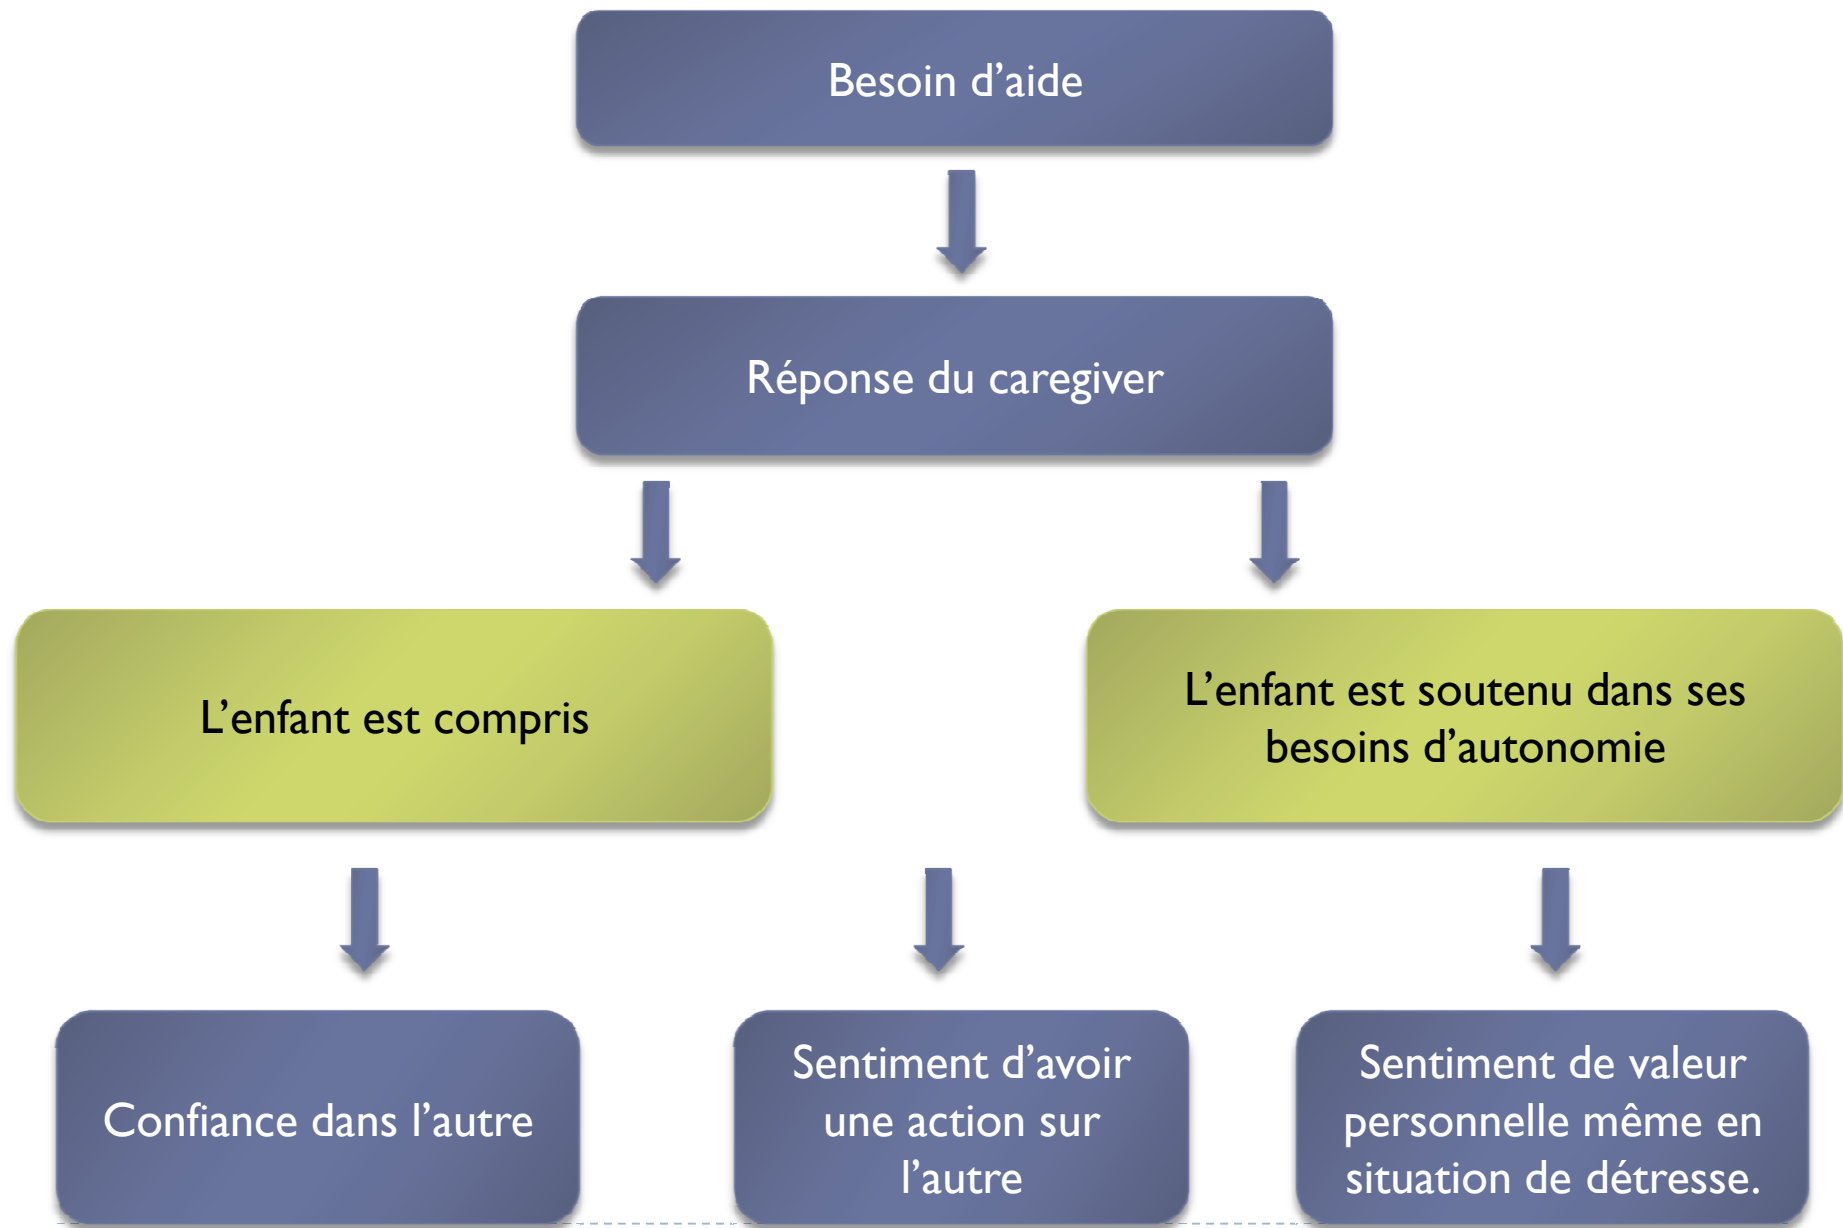 Besoin d’aide
Réponse du caregiver
L’enfant est compris
L’enfant est soutenu dans ses
besoins d’autonomie
Confiance dans l’autre
Sentiment d’avoir
une action sur
l’autre
Sentiment de valeur
personnelle même en
situation de détresse.